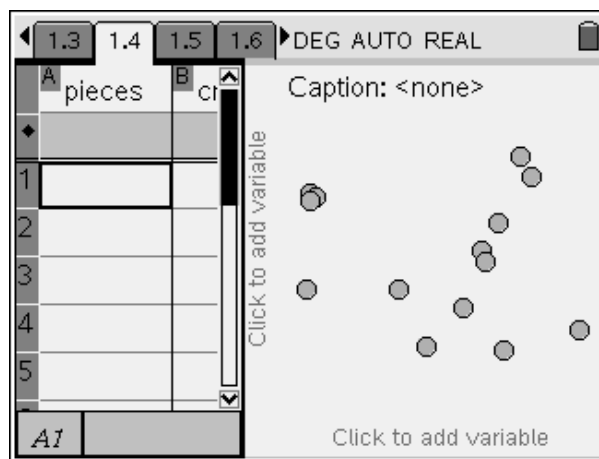 1.3 1.4 1.5 1.6 DEG AUTO REAL
A pieces B cr
Caption: <none>
1
2
3
4
5
Click to add variable
A1
Click to add variable